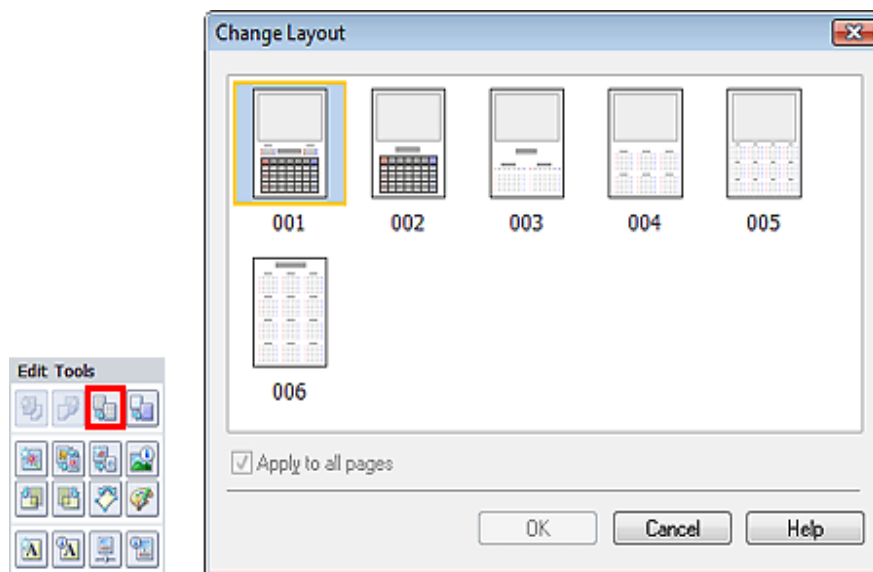 Change Layout
001 002 003 004 005
006
Edit Tools
Apply to all pages
OK Cancel Help